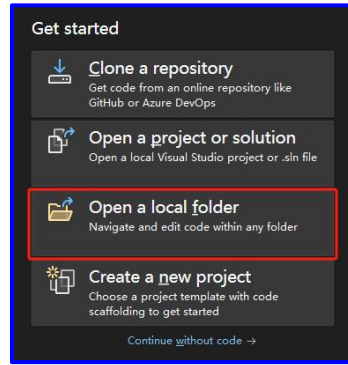 Get started
Clone a repository
Get code from an online repository like
GitHub or Azure DevOps
Open a project or solution
Open a local Visual Studio project or .sln file
Open a local folder
Navigate and edit code within any folder
Create a new project
Choose a project template with code
scaffolding to get started
Continue without code →